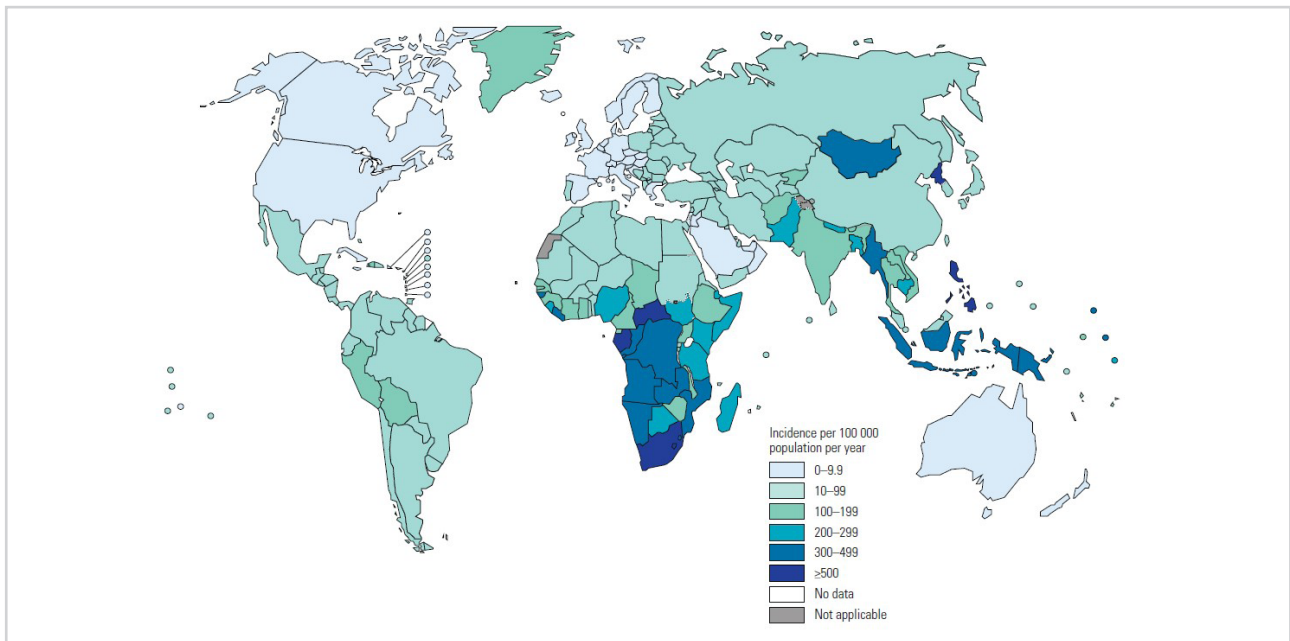 Incidence per 100 000
population per year
0–9.9
10–99
100–199
200–299
300–499
≥500
No data
Not applicable